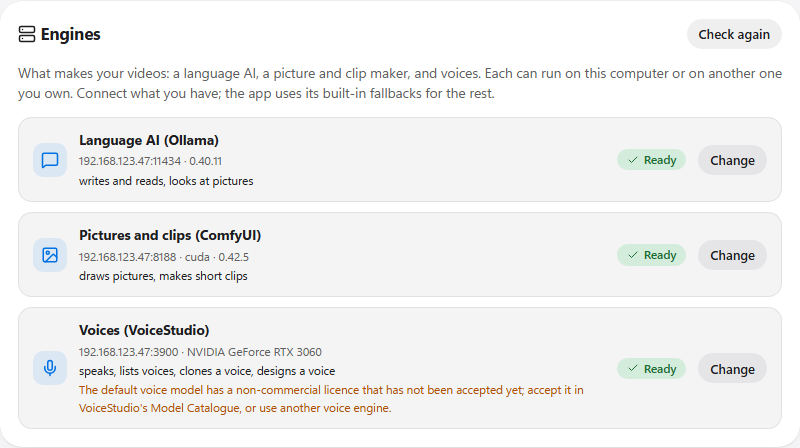 Engines
Check again
What makes your videos: a language AI, a picture and clip maker, and voices. Each can run on this computer or on another one
you own. Connect what you have; the app uses its built-in fallbacks for the rest.
Language AI (Ollama)
192.168.123.47:11434 · 0.40.11
writes and reads, looks at pictures
Ready
Change
Pictures and clips (ComfyUI)
192.168.123.47:8188 · cuda · 0.42.5
draws pictures, makes short clips
Ready
Change
Voices (VoiceStudio)
192.168.123.47:3900 · NVIDIA GeForce RTX 3060
speaks, lists voices, clones a voice, designs a voice
The default voice model has a non-commercial licence that has not been accepted yet; accept it in
VoiceStudio's Model Catalogue, or use another voice engine.
Ready
Change